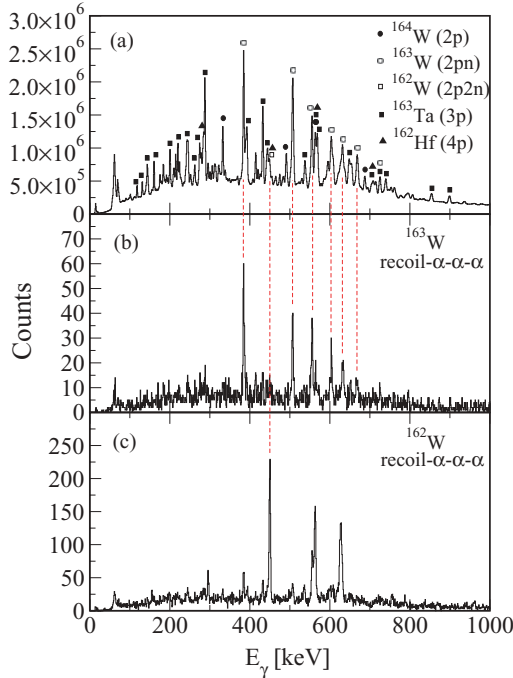 3.0×10⁶
2.5×10⁶
2.0×10⁶
1.5×10⁶
1.0×10⁶
5.0×10⁵
(a)
¹⁶⁴W (2p)
¹⁶³W (2pn)
¹⁶²W (2p2n)
¹⁶³Ta (3p)
¹⁶²Hf (4p)
70
60
50
40
30
20
10
0
(b)
¹⁶³W
recoil-α-α-α
Counts
250
200
150
100
50
0
(c)
¹⁶²W
recoil-α-α-α
0 200 400 600 800 1000
Eγ [keV]